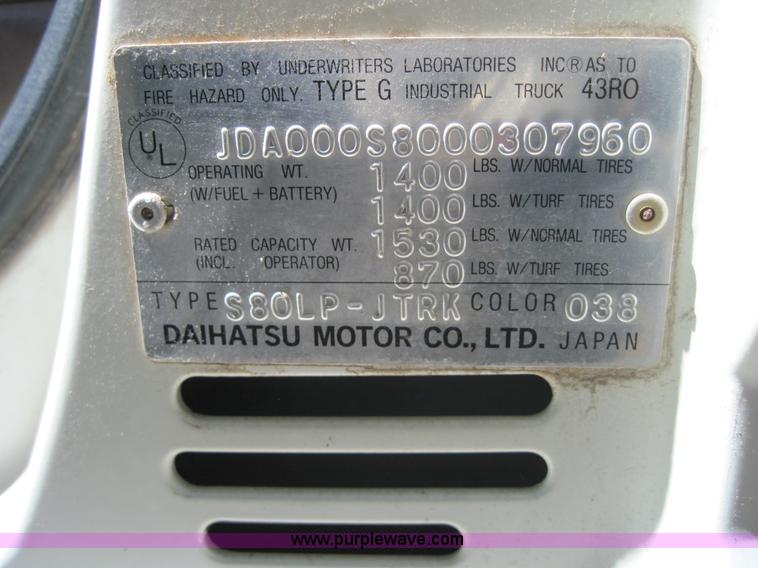 CLASSIFIED BY UNDERWRITERS LABORATORIES INC® AS TO
FIRE HAZARD ONLY. TYPE G INDUSTRIAL TRUCK 43RO
CLASSIFIED
UL®
JDA000S8000307960
OPERATING WT. 1400 LBS. W/NORMAL TIRES
(W/FUEL + BATTERY) 1400 LBS. W/TURF TIRES
RATED CAPACITY WT. 1530 LBS. W/NORMAL TIRES
(INCL. OPERATOR) 870 LBS. W/TURF TIRES
TYPE S80LP-JTRK COLOR 038
DAIHATSU MOTOR CO., LTD. JAPAN
www.purplewave.com